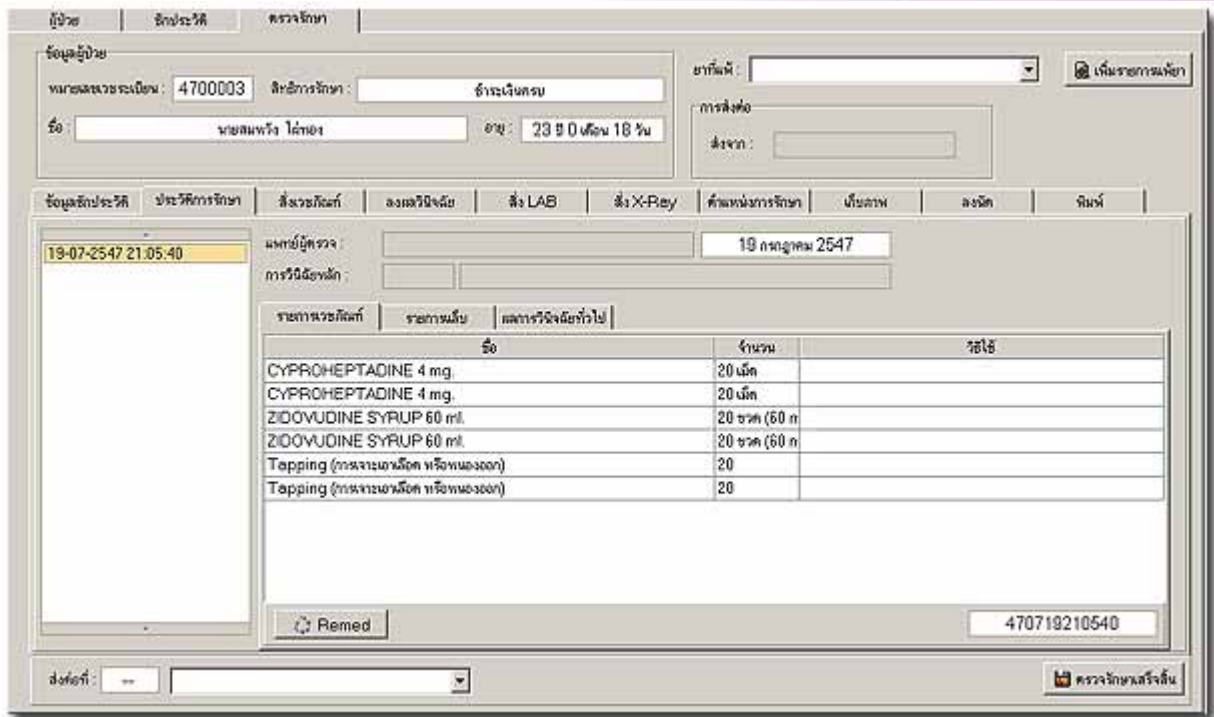 ผู้ป่วย ซักประวัติ ตรวจรักษา
ข้อมูลผู้ป่วย
หมายเลขเวชระเบียน : 4700003 สิทธิการรักษา : ชำระเงินครบ
ยาที่แพ้ : เพิ่มรายการแพ้ยา
ชื่อ : นายสมหวัง ไผ่ทอง อายุ : 23 ปี 0 เดือน 18 วัน
การส่งต่อ
ส่งจาก :
ข้อมูลซักประวัติ ประวัติการรักษา สั่งเวชภัณฑ์ ลงผลวินิจฉัย สั่ง LAB สั่ง X-Ray ตำแหน่งการรักษา เก็บภาพ ลงนัด พิมพ์
19-07-2547 21:05:40
แพทย์ผู้ตรวจ : 19 กรกฎาคม 2547
การวินิจัยหลัก :
รายการเวชภัณฑ์ รายการแล็บ ผลการวินิจฉัยทั่วไป
ชื่อ จำนวน วิธีใช้
CYPROHEPTADINE 4 mg. 20 เม็ด
CYPROHEPTADINE 4 mg. 20 เม็ด
ZIDOVUDINE SYRUP 60 ml. 20 ขวด (60 ก
ZIDOVUDINE SYRUP 60 ml. 20 ขวด (60 ก
Tapping (การเจาะเอาเลือด หรือหนองออก) 20
Tapping (การเจาะเอาเลือด หรือหนองออก) 20
Remed 470719210540
ส่งต่อที่ : -- ตรวจรักษาเสร็จสิ้น